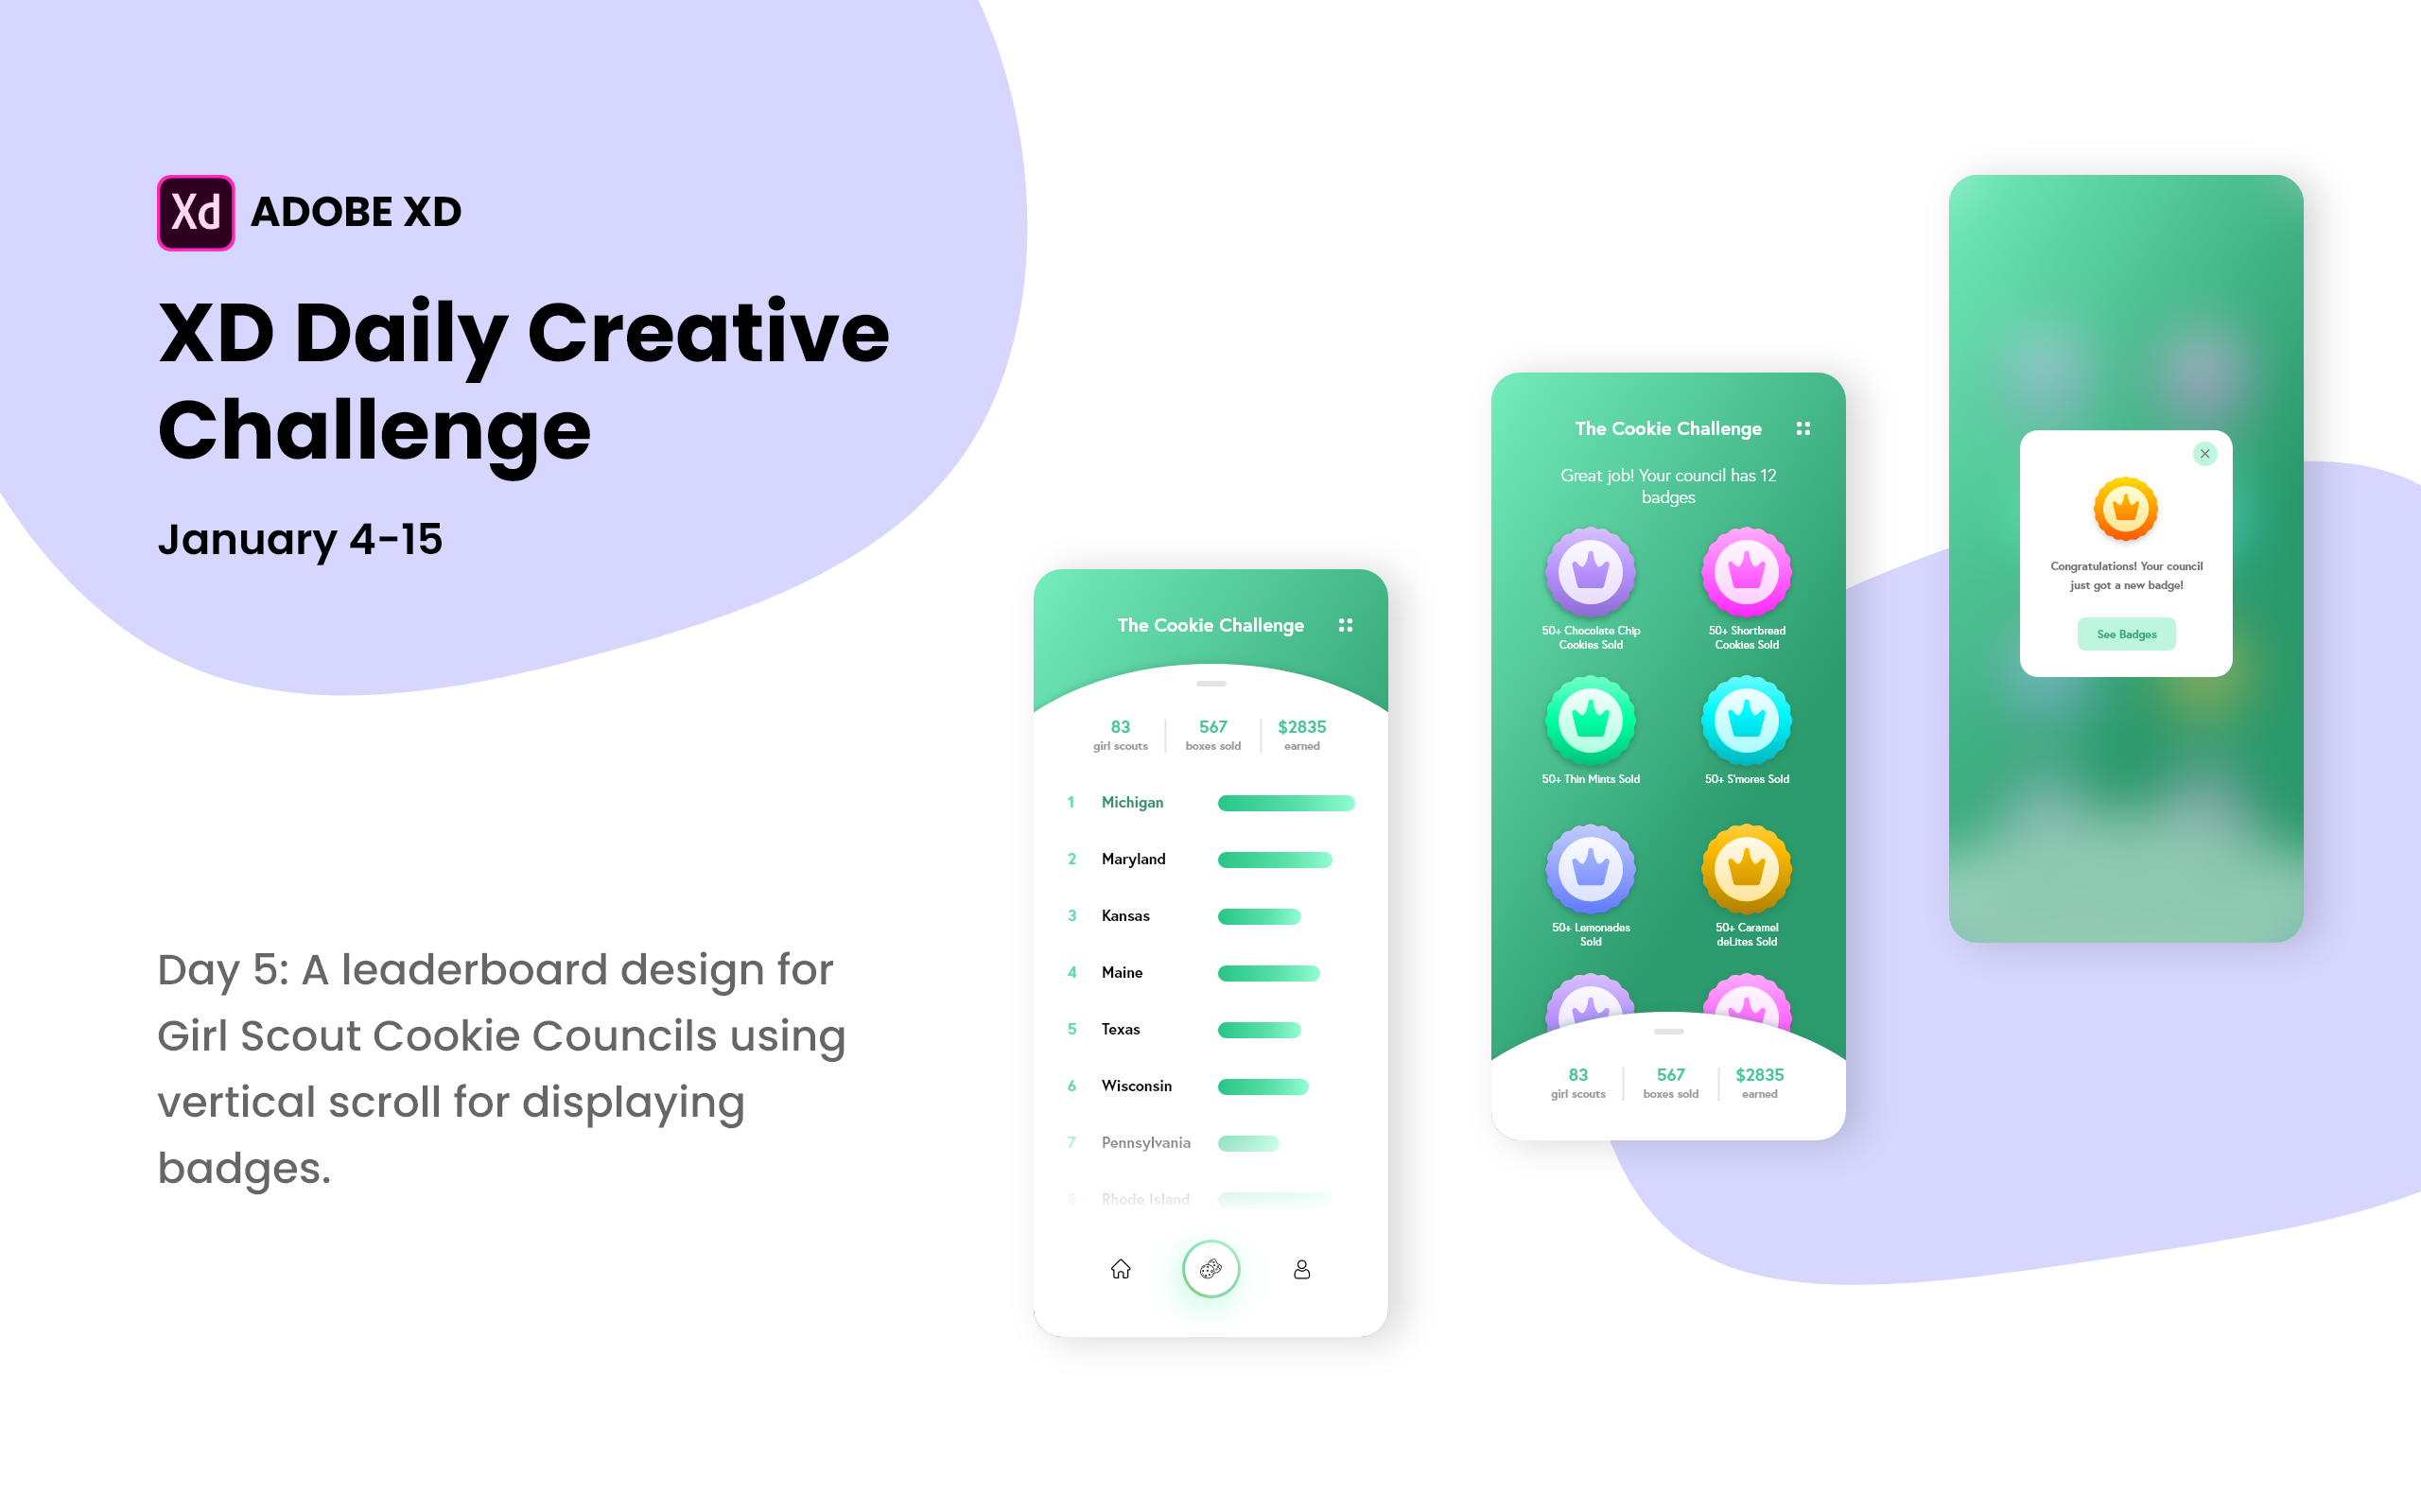 Xd ADOBE XD
XD Daily Creative
Challenge
January 4-15
Day 5: A leaderboard design for
Girl Scout Cookie Councils using
vertical scroll for displaying
badges.
The Cookie Challenge
83 567 $2835
girl scouts boxes sold earned
1 Michigan
2 Maryland
3 Kansas
4 Maine
5 Texas
6 Wisconsin
7 Pennsylvania
8 Rhode Island
The Cookie Challenge
Great job! Your council has 12
badges
50+ Chocolate Chip
Cookies Sold
50+ Shortbread
Cookies Sold
50+ Thin Mints Sold
50+ S'mores Sold
50+ Lemonades
Sold
50+ Caramel
deLites Sold
83 567 $2835
girl scouts boxes sold earned
Congratulations! Your council
just got a new badge!
See Badges